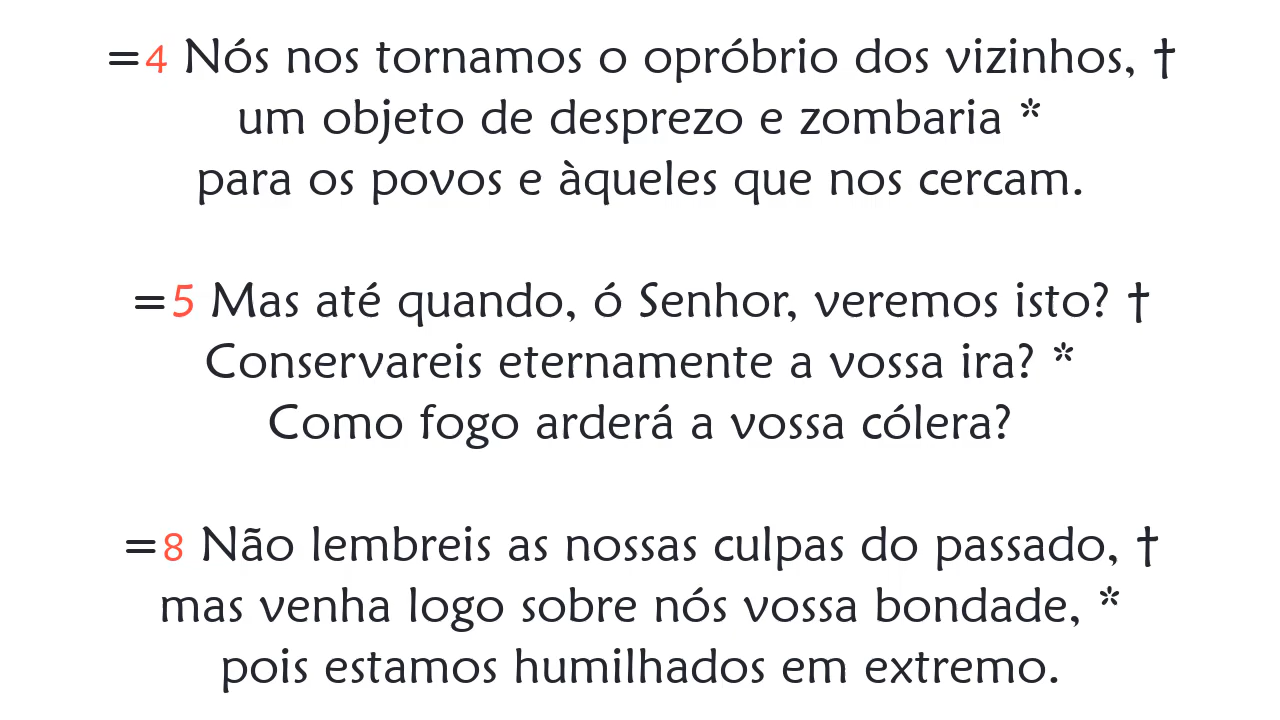 =4 Nós nos tornamos o opróbrio dos vizinhos, †
um objeto de desprezo e zombaria *
para os povos e àqueles que nos cercam.
=5 Mas até quando, ó Senhor, veremos isto? †
Conservareis eternamente a vossa ira? *
Como fogo arderá a vossa cólera?
=8 Não lembreis as nossas culpas do passado, †
mas venha logo sobre nós vossa bondade, *
pois estamos humilhados em extremo.